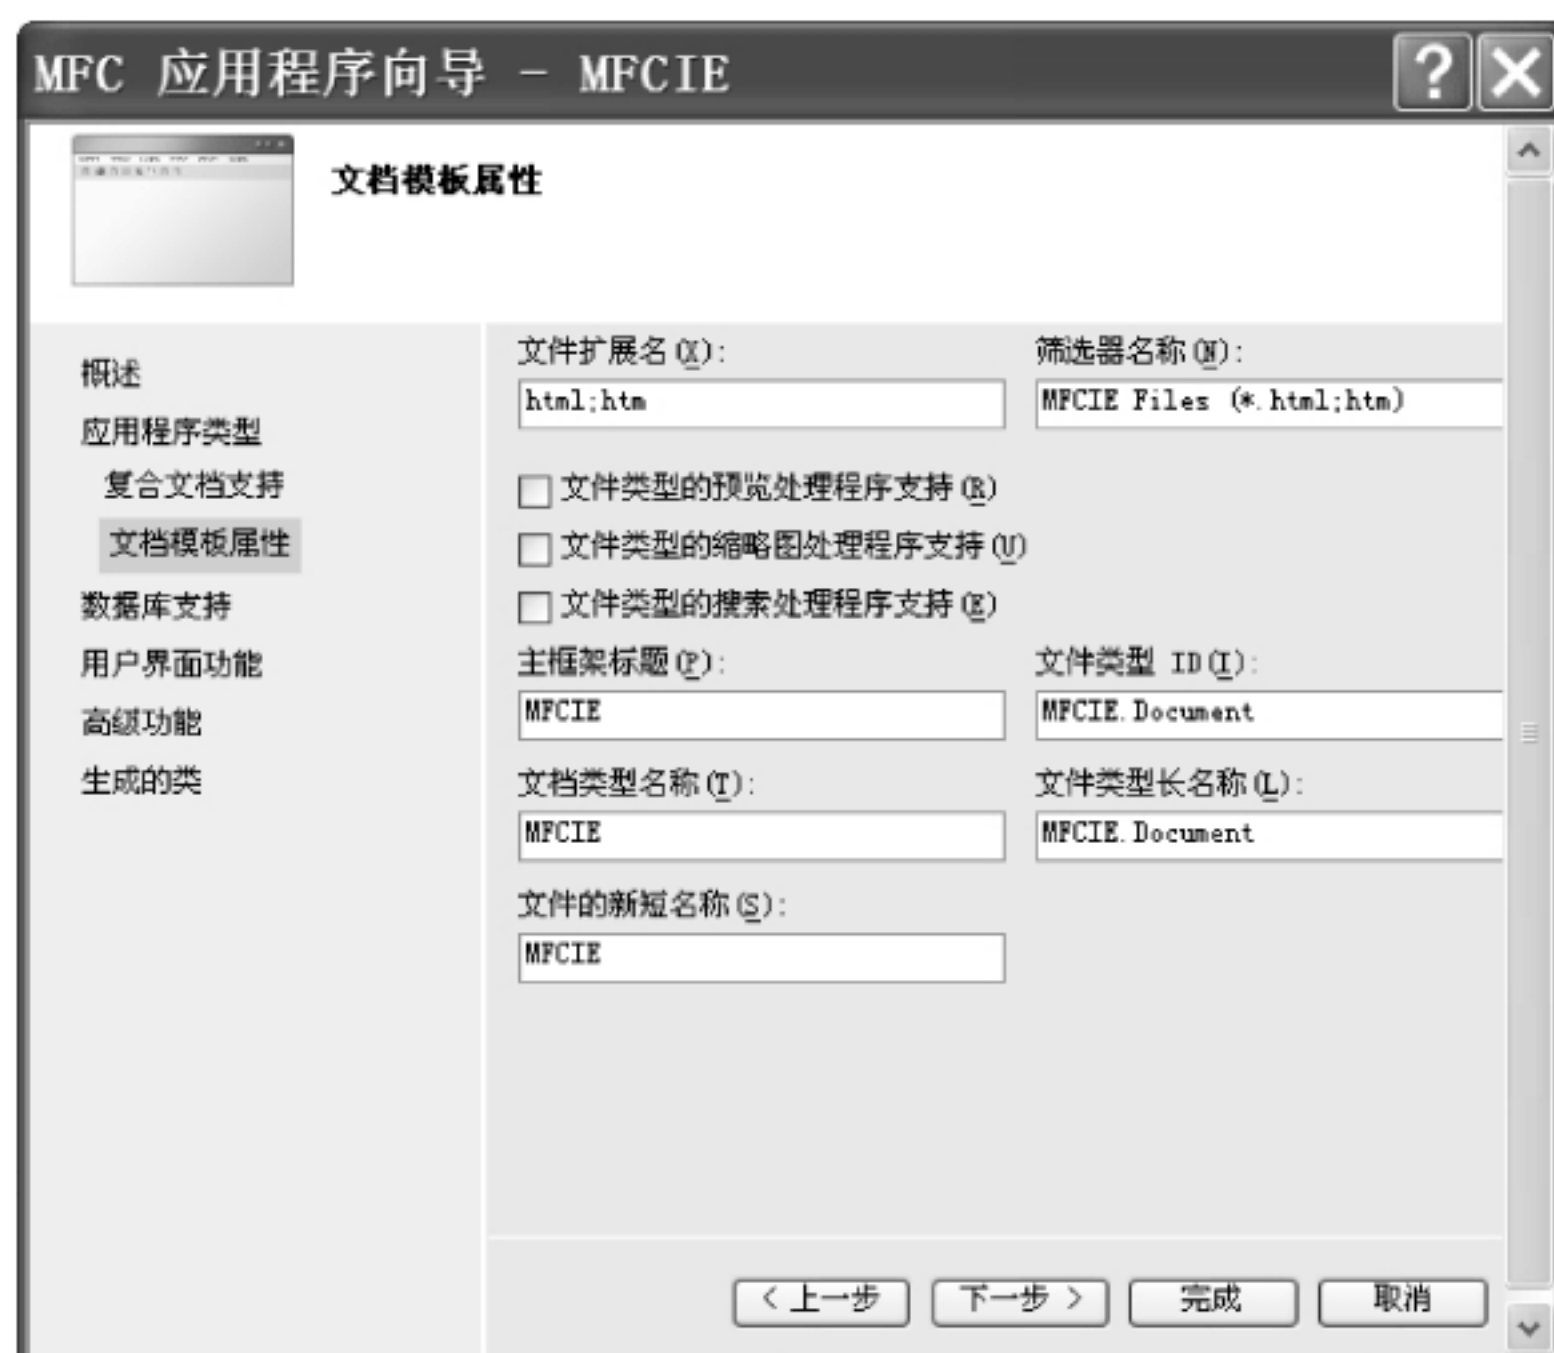 MFC 应用程序向导 - MFCIE
文档模板属性
概述
应用程序类型
复合文档支持
文档模板属性
数据库支持
用户界面功能
高级功能
生成的类
文件扩展名(X):
html;htm
筛选器名称(N):
MFCIE Files (*.html;htm)
文件类型的预览处理程序支持(R)
文件类型的缩略图处理程序支持(U)
文件类型的搜索处理程序支持(E)
主框架标题(P):
MFCIE
文件类型 ID(I):
MFCIE.Document
文档类型名称(T):
MFCIE
文件类型长名称(L):
MFCIE.Document
文件的新短名称(S):
MFCIE
< 上一步
下一步 >
完成
取消